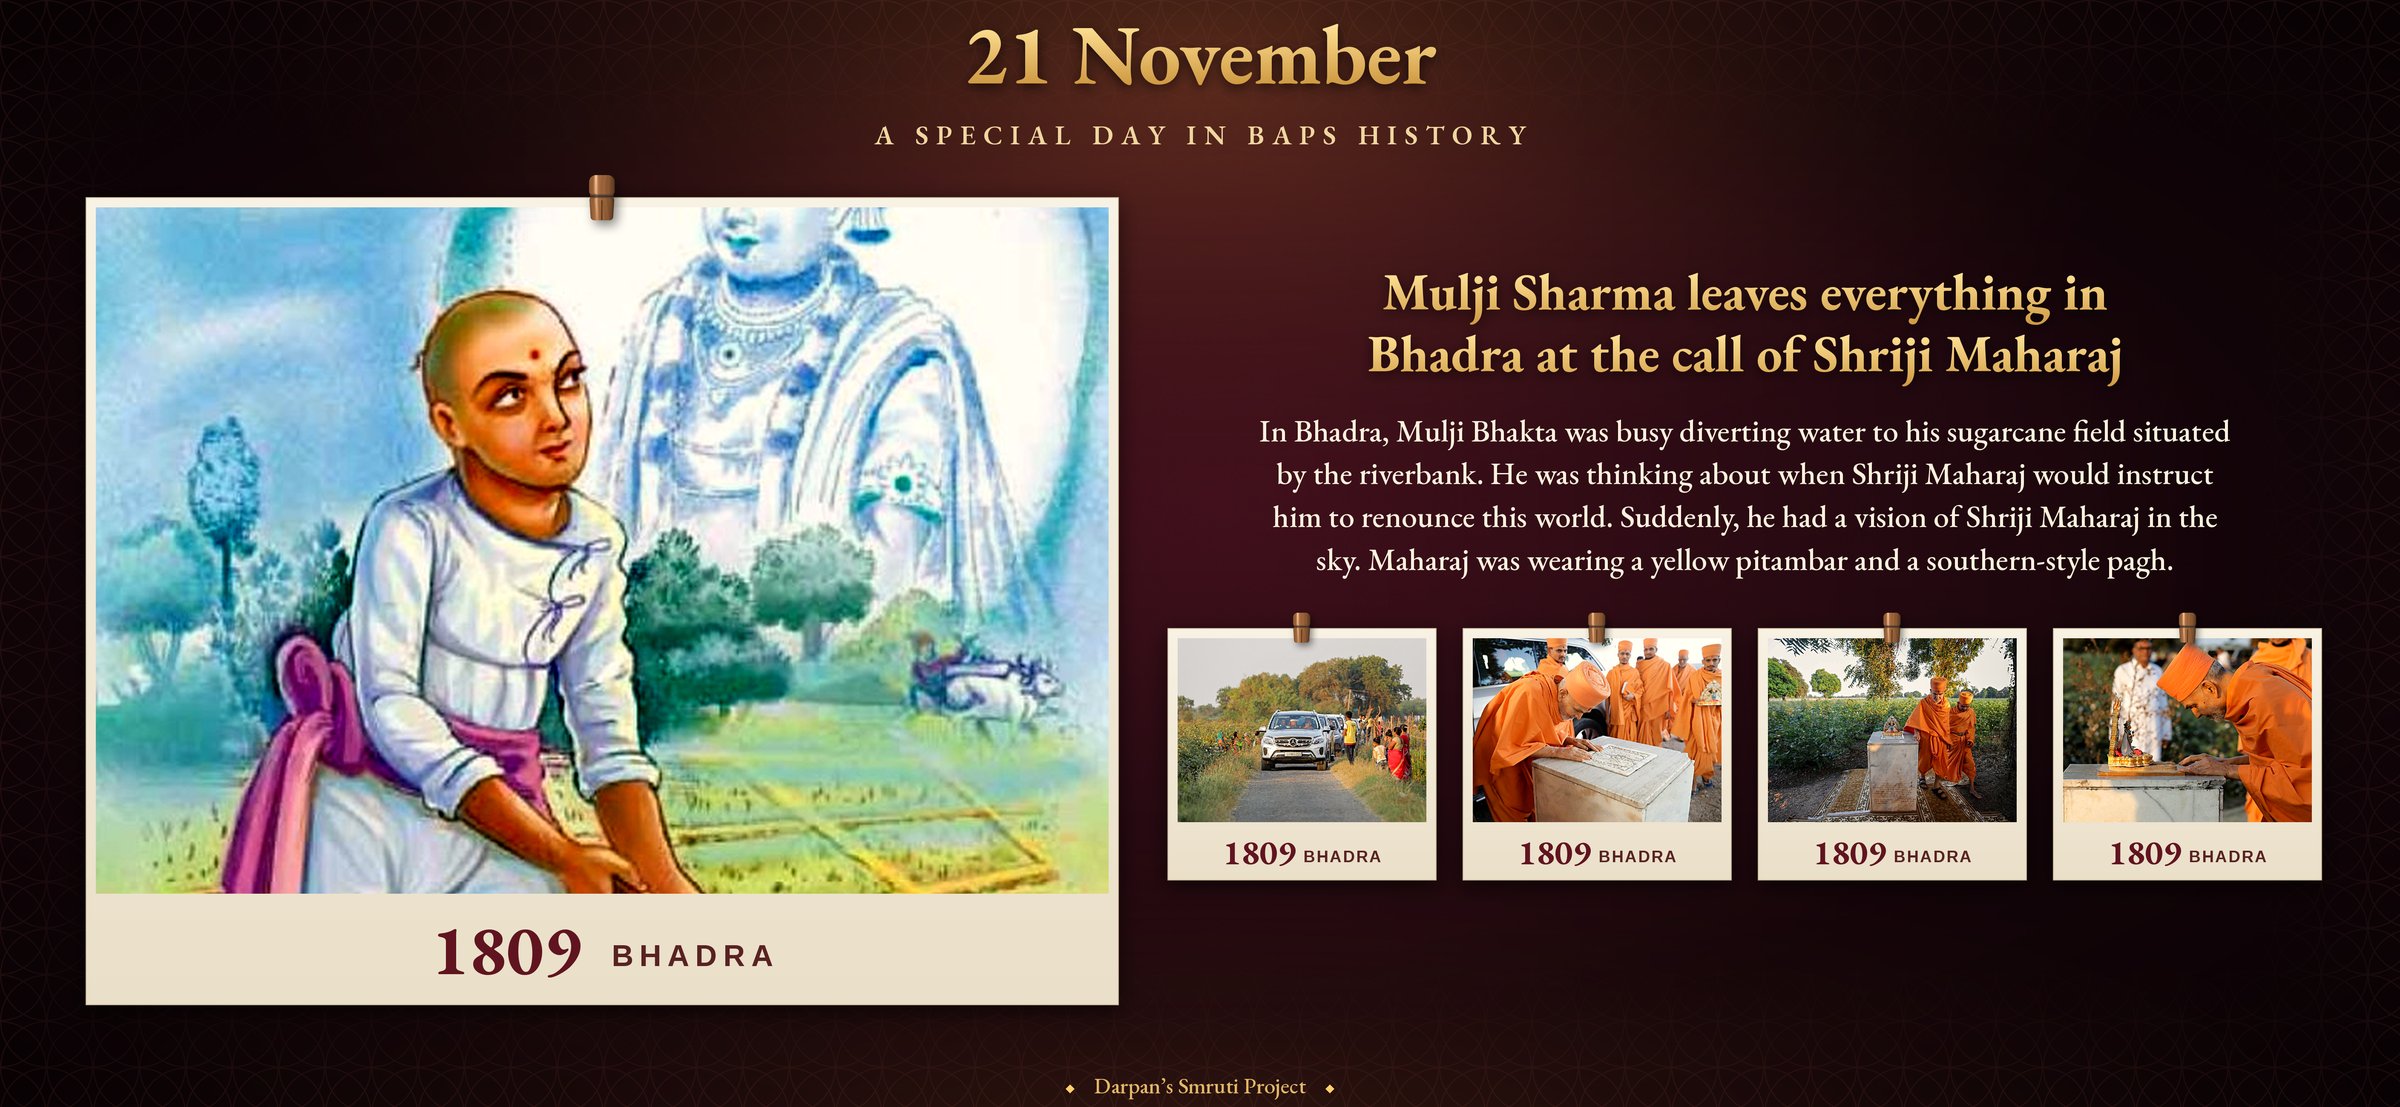 21 November
A SPECIAL DAY IN BAPS HISTORY
Mulji Sharma leaves everything in
Bhadra at the call of Shriji Maharaj
In Bhadra, Mulji Bhakta was busy diverting water to his sugarcane field situated
by the riverbank. He was thinking about when Shriji Maharaj would instruct
him to renounce this world. Suddenly, he had a vision of Shriji Maharaj in the
sky. Maharaj was wearing a yellow pitambar and a southern-style pagh.
1809 BHADRA
1809 BHADRA
1809 BHADRA
1809 BHADRA
1809 BHADRA
Darpan's Smruti Project